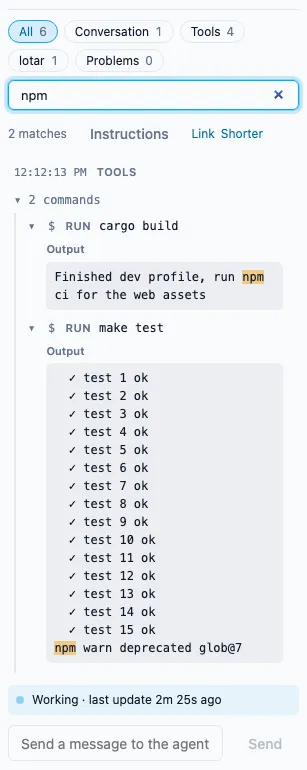 All 6 Conversation 1 Tools 4
lotar 1 Problems 0
npm ×
2 matches Instructions Link Shorter
12:12:13 PM TOOLS
▾ 2 commands
▾ $ RUN cargo build
Output
Finished dev profile, run npm
ci for the web assets
▾ $ RUN make test
Output
✓ test 1 ok
✓ test 2 ok
✓ test 3 ok
✓ test 4 ok
✓ test 5 ok
✓ test 6 ok
✓ test 7 ok
✓ test 8 ok
✓ test 9 ok
✓ test 10 ok
✓ test 11 ok
✓ test 12 ok
✓ test 13 ok
✓ test 14 ok
✓ test 15 ok
npm warn deprecated glob@7
Working · last update 2m 25s ago
Send a message to the agent Send